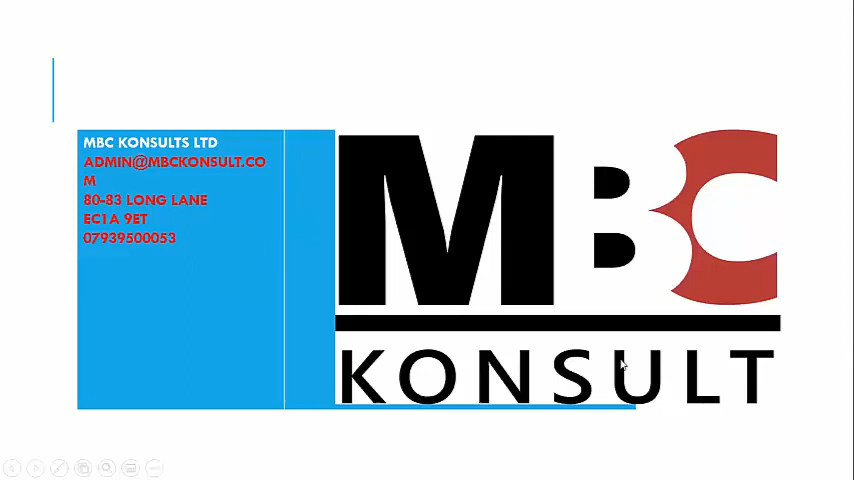 MBC KONSULTS LTD
ADMIN@MBCKONSULT.CO
M
80-83 LONG LANE
EC1A 9ET
07939500053
MBC
KONSULT